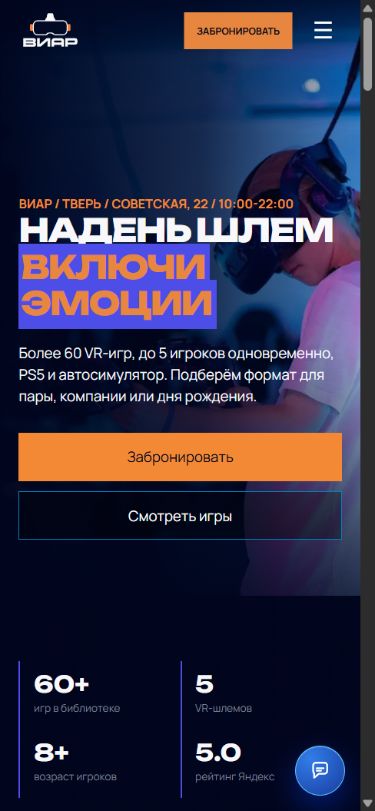 ВИАР
ЗАБРОНИРОВАТЬ
ВИАР / ТВЕРЬ / СОВЕТСКАЯ, 22 / 10:00-22:00
НАДЕНЬ ШЛЕМ
ВКЛЮЧИ
ЭМОЦИИ
Более 60 VR-игр, до 5 игроков одновременно,
PS5 и автосимулятор. Подберём формат для
пары, компании или дня рождения.
Забронировать
Смотреть игры
60+
игр в библиотеке
5
VR-шлемов
8+
возраст игроков
5.0
рейтинг Яндекс